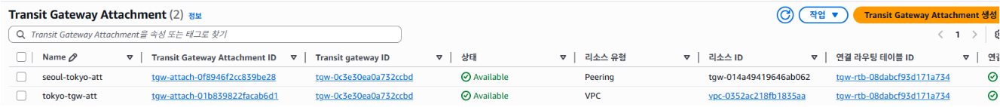 Transit Gateway Attachment (2) 정보
작업 ▼ Transit Gateway Attachment 생성
Transit Gateway Attachment을 속성 또는 태그로 찾기
1
Name Transit Gateway Attachment ID Transit gateway ID 상태 리소스 유형 리소스 ID 연결 라우팅 테이블 ID 연결
seoul-tokyo-att tgw-attach-0f8946f2cc839be28 tgw-0c3e30ea0a732ccbd Available Peering tgw-014a49419646ab062 tgw-rtb-08dabcf93d171a734
tokyo-tgw-att tgw-attach-01b839822facab6d1 tgw-0c3e30ea0a732ccbd Available VPC vpc-0352ac218fb1835aa tgw-rtb-08dabcf93d171a734